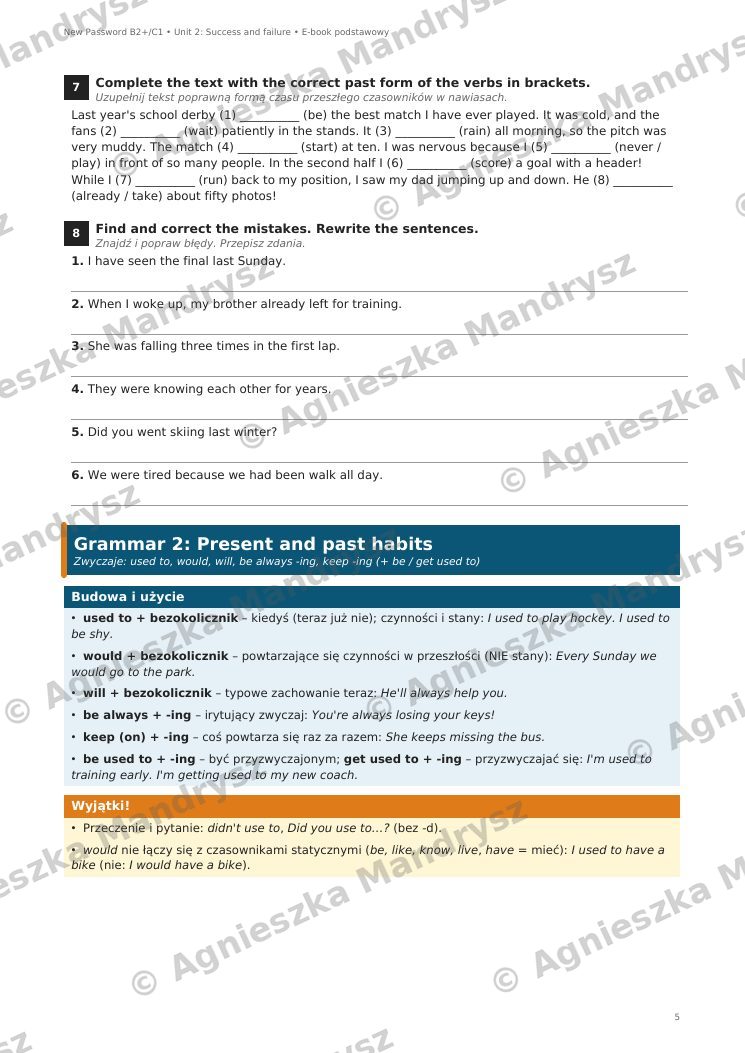 New Password B2+/C1 • Unit 2: Success and failure • E-book podstawowy
7 Complete the text with the correct past form of the verbs in brackets.
Uzupełnij tekst poprawną formą czasu przeszłego czasowników w nawiasach.
Last year's school derby (1) __________ (be) the best match I have ever played. It was cold, and the
fans (2) __________ (wait) patiently in the stands. It (3) __________ (rain) all morning, so the pitch was
very muddy. The match (4) __________ (start) at ten. I was nervous because I (5) __________ (never /
play) in front of so many people. In the second half I (6) __________ (score) a goal with a header!
While I (7) __________ (run) back to my position, I saw my dad jumping up and down. He (8) __________
(already / take) about fifty photos!
8 Find and correct the mistakes. Rewrite the sentences.
Znajdź i popraw błędy. Przepisz zdania.
1. I have seen the final last Sunday.
2. When I woke up, my brother already left for training.
3. She was falling three times in the first lap.
4. They were knowing each other for years.
5. Did you went skiing last winter?
6. We were tired because we had been walk all day.
Grammar 2: Present and past habits
Zwyczaje: used to, would, will, be always -ing, keep -ing (+ be / get used to)
Budowa i użycie
• used to + bezokolicznik – kiedyś (teraz już nie); czynności i stany: I used to play hockey. I used to
be shy.
• would + bezokolicznik – powtarzające się czynności w przeszłości (NIE stany): Every Sunday we
would go to the park.
• will + bezokolicznik – typowe zachowanie teraz: He'll always help you.
• be always + -ing – irytujący zwyczaj: You're always losing your keys!
• keep (on) + -ing – coś powtarza się raz za razem: She keeps missing the bus.
• be used to + -ing – być przyzwyczajonym; get used to + -ing – przyzwyczajać się: I'm used to
training early. I'm getting used to my new coach.
Wyjątki!
• Przeczenie i pytanie: didn't use to, Did you use to…? (bez -d).
• would nie łączy się z czasownikami statycznymi (be, like, know, live, have = mieć): I used to have a
bike (nie: I would have a bike).
5
© Agnieszka Mandrysz